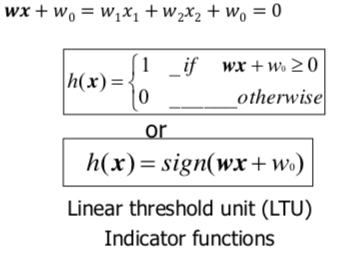 wx + w₀ = w₁x₁ + w₂x₂ + w₀ = 0
h(x) = { 1 _if wx + w₀ ≥ 0
0 ______otherwise
or
h(x) = sign(wx + w₀)
Linear threshold unit (LTU)
Indicator functions